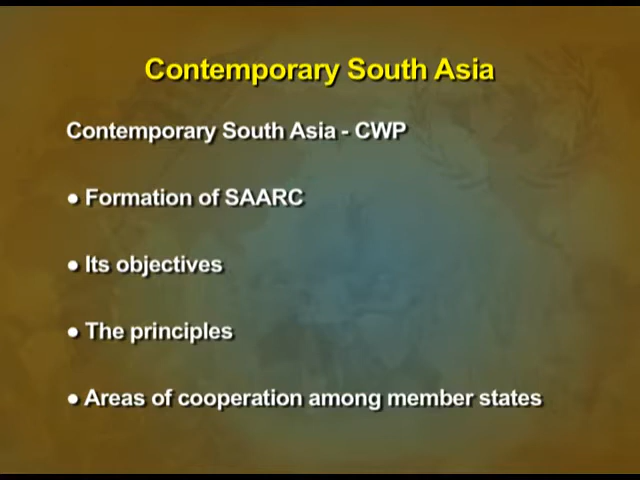 Contemporary South Asia
Contemporary South Asia - CWP
● Formation of SAARC
● Its objectives
● The principles
● Areas of cooperation among member states